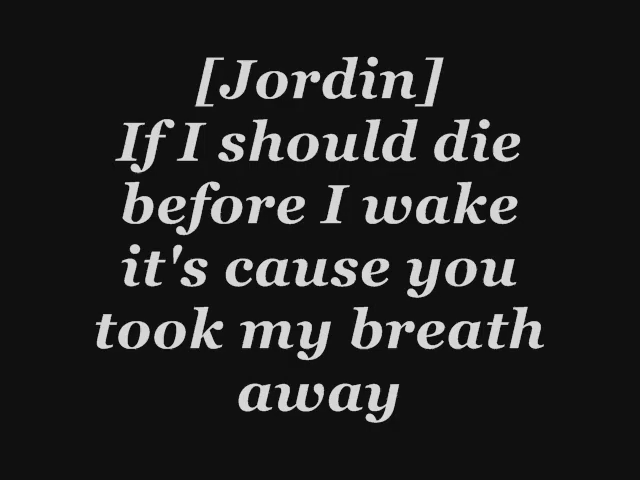 [Jordin]
If I should die
before I wake
it's cause you
took my breath
away